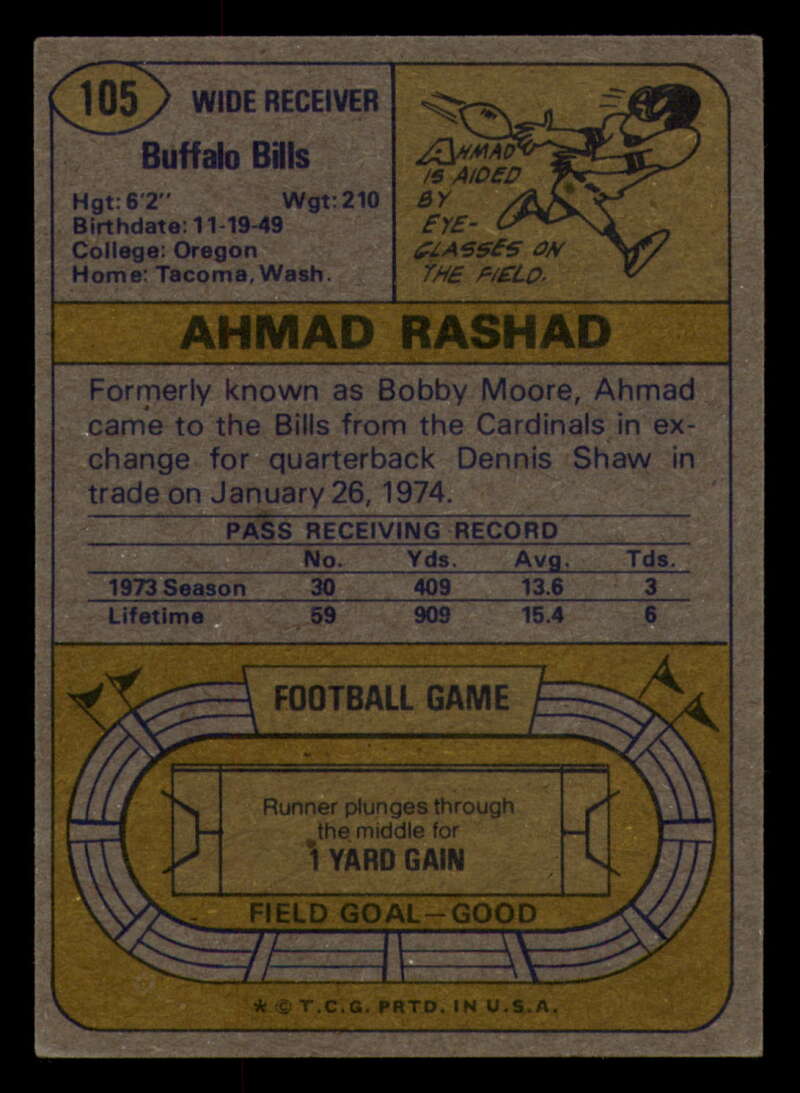 105
WIDE RECEIVER
Buffalo Bills
Hgt: 6'2" Wgt: 210
Birthdate: 11-19-49
College: Oregon
Home: Tacoma, Wash.
AHMAD
IS AIDED
BY
EYE-
GLASSES ON
THE FIELD.
AHMAD RASHAD
Formerly known as Bobby Moore, Ahmad
came to the Bills from the Cardinals in ex-
change for quarterback Dennis Shaw in
trade on January 26, 1974.
PASS RECEIVING RECORD
No. Yds. Avg. Tds.
1973 Season 30 409 13.6 3
Lifetime 59 909 15.4 6
FOOTBALL GAME
Runner plunges through
the middle for
1 YARD GAIN
FIELD GOAL—GOOD
* © T.C.G. PRTD. IN U.S.A.